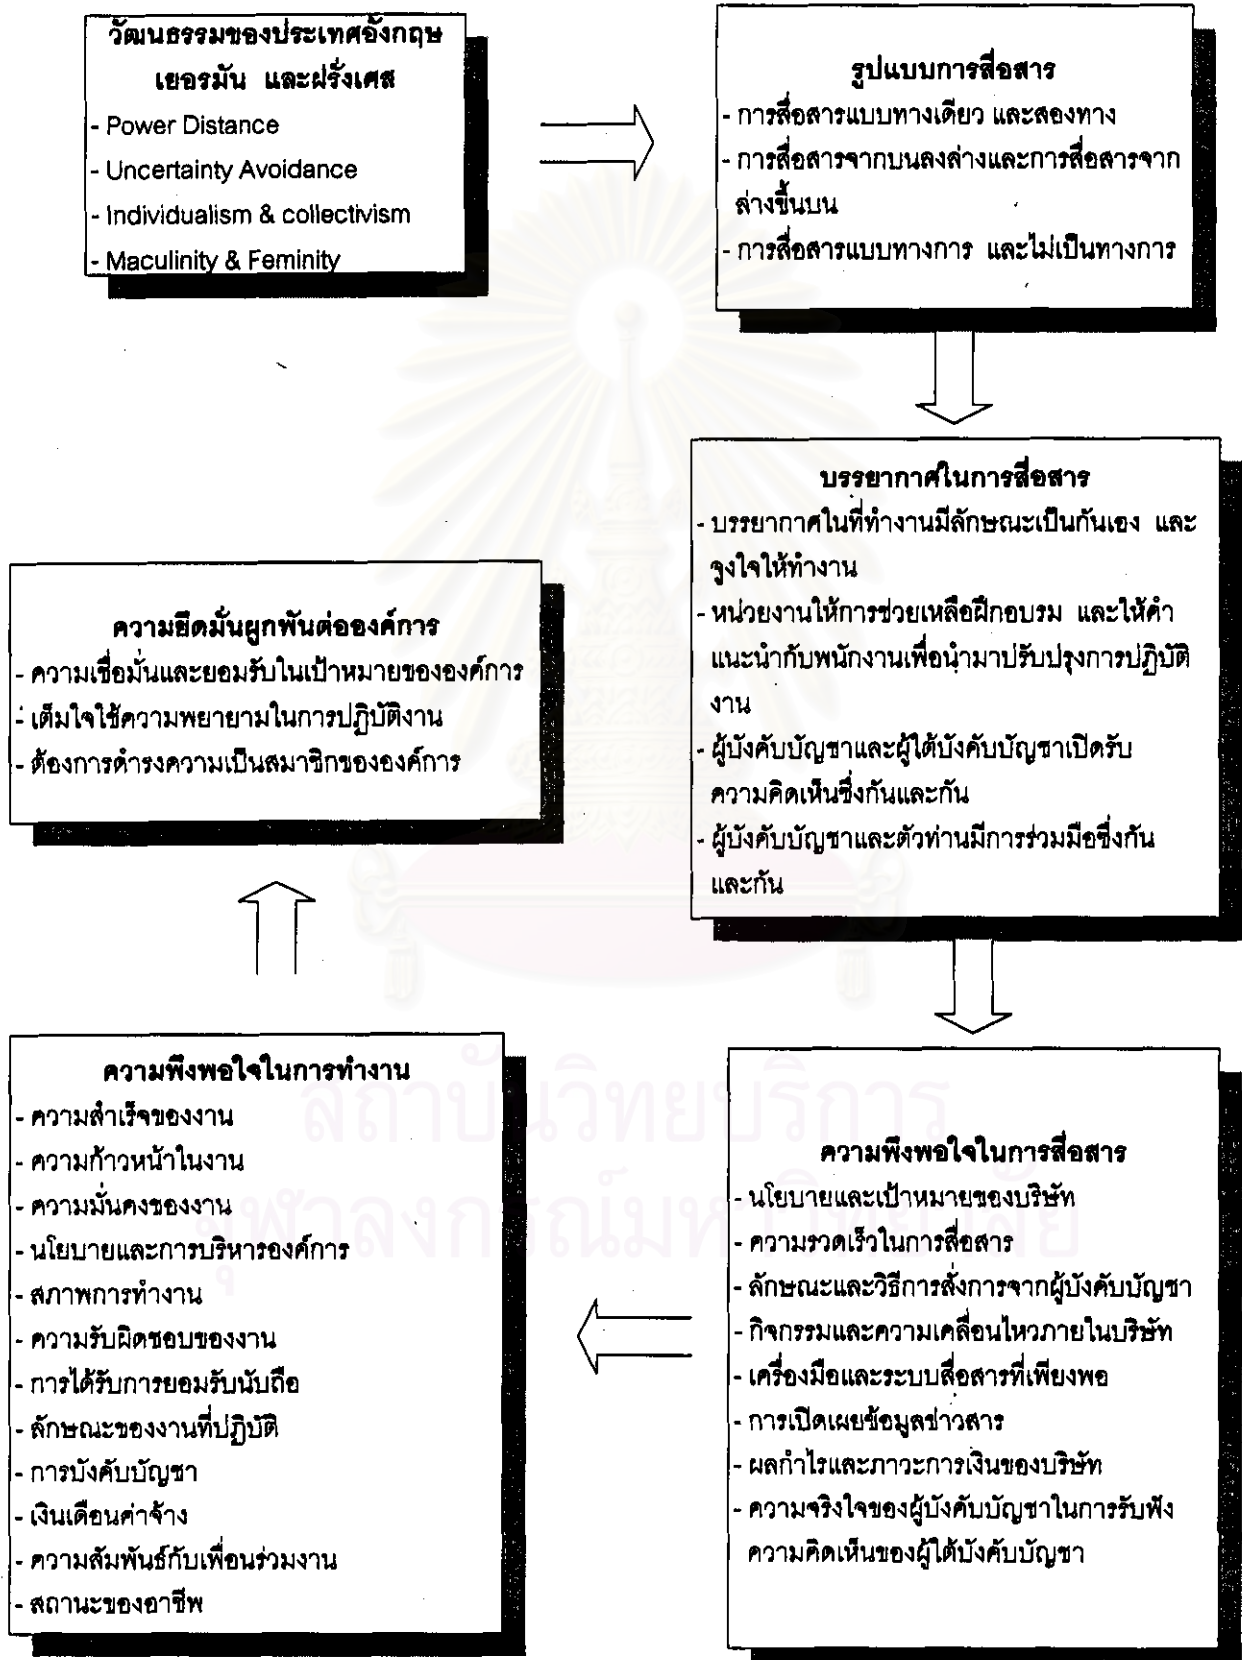 วัฒนธรรมของประเทศอังกฤษ
เยอรมัน และฝรั่งเศส
- Power Distance
- Uncertainty Avoidance
- Individualism & collectivism
- Maculinity & Feminity
รูปแบบการสื่อสาร
- การสื่อสารแบบทางเดียว และสองทาง
- การสื่อสารจากบนลงล่างและการสื่อสารจาก
ล่างขึ้นบน
- การสื่อสารแบบทางการ และไม่เป็นทางการ
บรรยากาศในการสื่อสาร
- บรรยากาศในที่ทำงานมีลักษณะเป็นกันเอง และ
จูงใจให้ทำงาน
- หน่วยงานให้การช่วยเหลือฝึกอบรม และให้คำ
แนะนำกับพนักงานเพื่อนำมาปรับปรุงการปฏิบัติ
งาน
- ผู้บังคับบัญชาและผู้ใต้บังคับบัญชาเปิดรับ
ความคิดเห็นซึ่งกันและกัน
- ผู้บังคับบัญชาและตัวท่านมีการร่วมมือซึ่งกัน
และกัน
ความพึงพอใจในการสื่อสาร
- นโยบายและเป้าหมายของบริษัท
- ความรวดเร็วในการสื่อสาร
- ลักษณะและวิธีการสั่งการจากผู้บังคับบัญชา
- กิจกรรมและความเคลื่อนไหวภายในบริษัท
- เครื่องมือและระบบสื่อสารที่เพียงพอ
- การเปิดเผยข้อมูลข่าวสาร
- ผลกำไรและภาวะการเงินของบริษัท
- ความจริงใจของผู้บังคับบัญชาในการรับฟัง
ความคิดเห็นของผู้ใต้บังคับบัญชา
ความพึงพอใจในการทำงาน
- ความสำเร็จของงาน
- ความก้าวหน้าในงาน
- ความมั่นคงของงาน
- นโยบายและการบริหารองค์การ
- สภาพการทำงาน
- ความรับผิดชอบของงาน
- การได้รับการยอมรับนับถือ
- ลักษณะของงานที่ปฏิบัติ
- การบังคับบัญชา
- เงินเดือนค่าจ้าง
- ความสัมพันธ์กับเพื่อนร่วมงาน
- สถานะของอาชีพ
ความยึดมั่นผูกพันต่อองค์การ
- ความเชื่อมั่นและยอมรับในเป้าหมายขององค์การ
- เต็มใจใช้ความพยายามในการปฏิบัติงาน
- ต้องการดำรงความเป็นสมาชิกขององค์การ
สถาบันวิทยบริการ
จุฬาลงกรณ์มหาวิทยาลัย